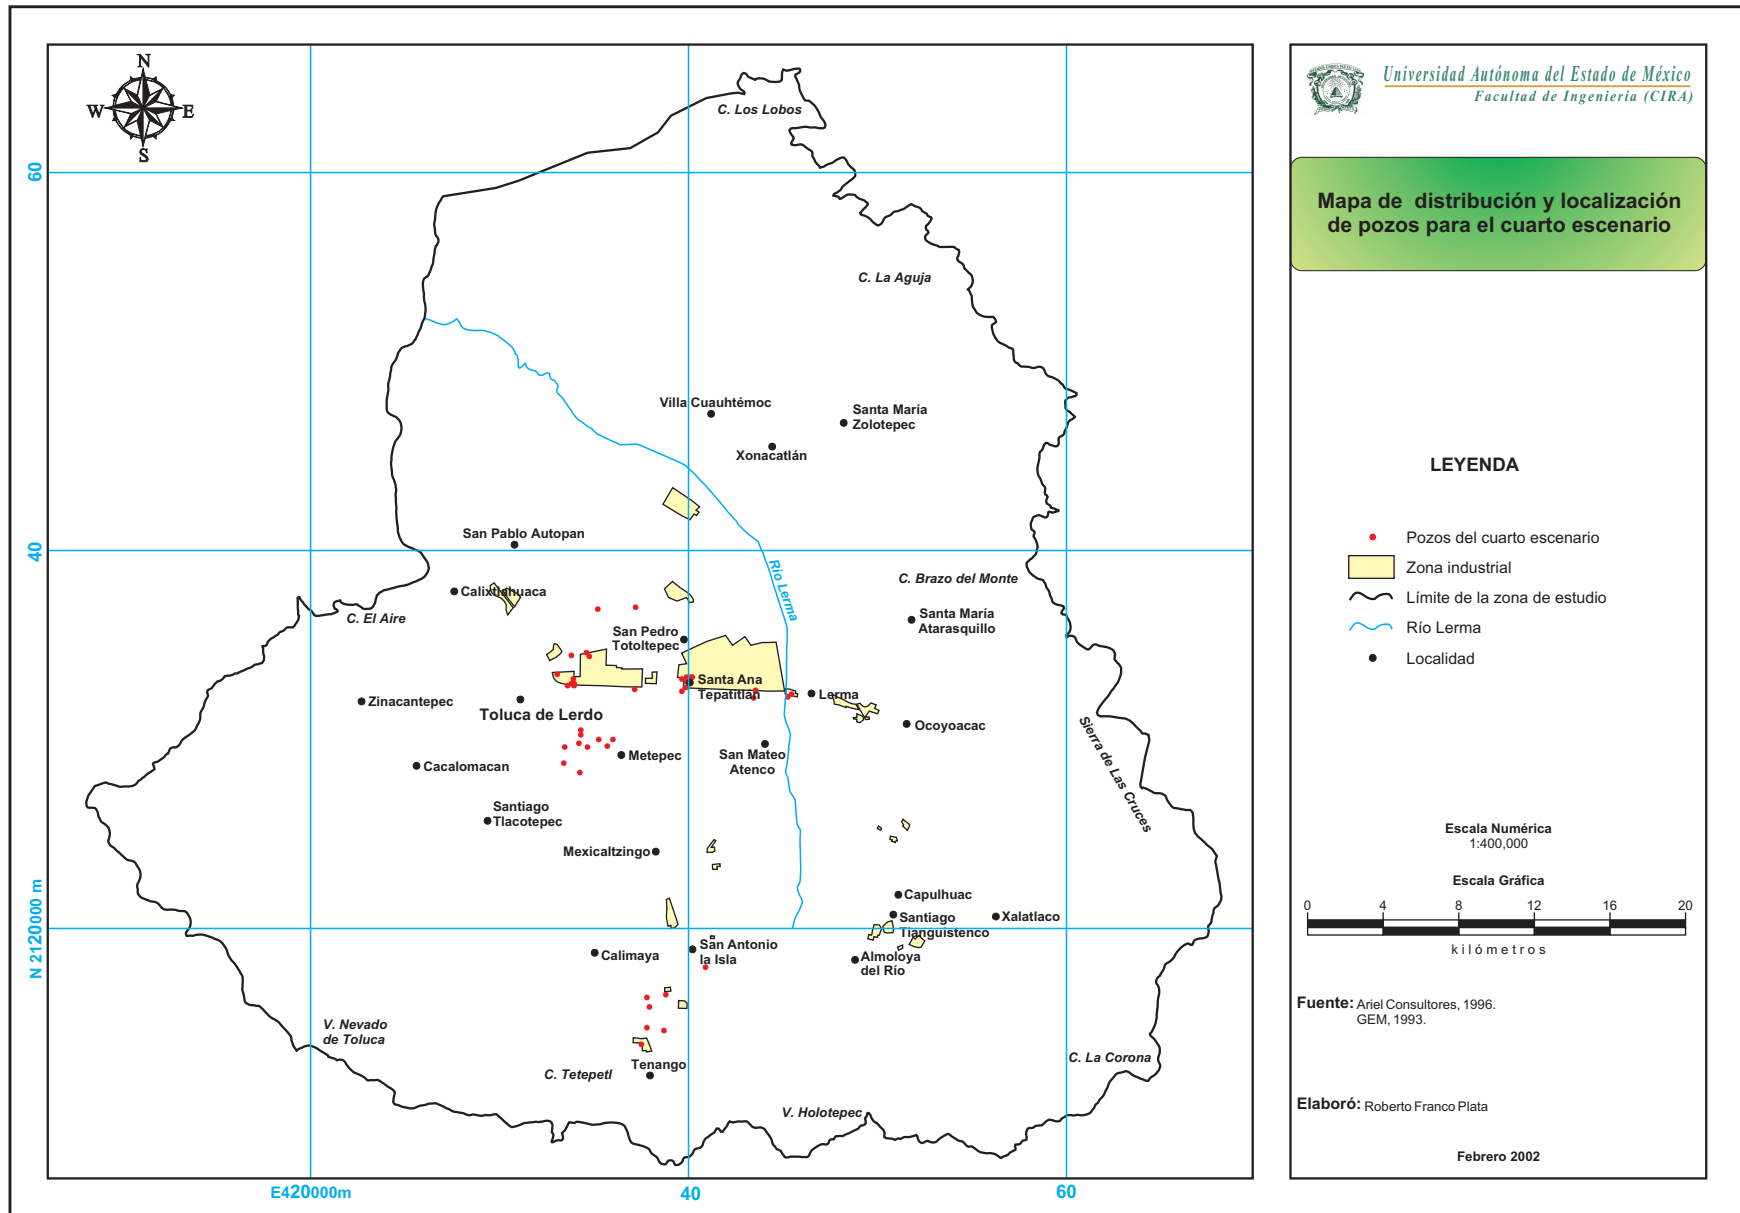 N
W
E
S
60
40
N 2120000 m
E420000m
40
60
C. Los Lobos
C. La Aguja
Villa Cuauhtémoc
Santa María
Zolotepec
Xonacatlán
San Pablo Autopan
Río Lerma
C. Brazo del Monte
Calixtlahuaca
C. El Aire
Santa María
Atarasquillo
San Pedro
Totoltepec
Santa Ana
Tepatitlán
Lerma
Zinacantepec
Toluca de Lerdo
Ocoyoacac
Metepec
San Mateo
Atenco
Cacalomacan
Sierra de Las Cruces
Santiago
Tlacotepec
Mexicaltzingo
Capulhuac
Santiago
Tianguistenco
Xalatlaco
Calimaya
San Antonio
la Isla
Almoloya
del Río
V. Nevado
de Toluca
Tenango
C. Tetepetl
C. La Corona
V. Holotepec
Universidad Autónoma del Estado de México
Facultad de Ingeniería (CIRA)
Mapa de distribución y localización
de pozos para el cuarto escenario
LEYENDA
Pozos del cuarto escenario
Zona industrial
Límite de la zona de estudio
Río Lerma
Localidad
Escala Numérica
1:400,000
Escala Gráfica
0 4 8 12 16 20
kilómetros
Fuente: Ariel Consultores, 1996.
GEM, 1993.
Elaboró: Roberto Franco Plata
Febrero 2002